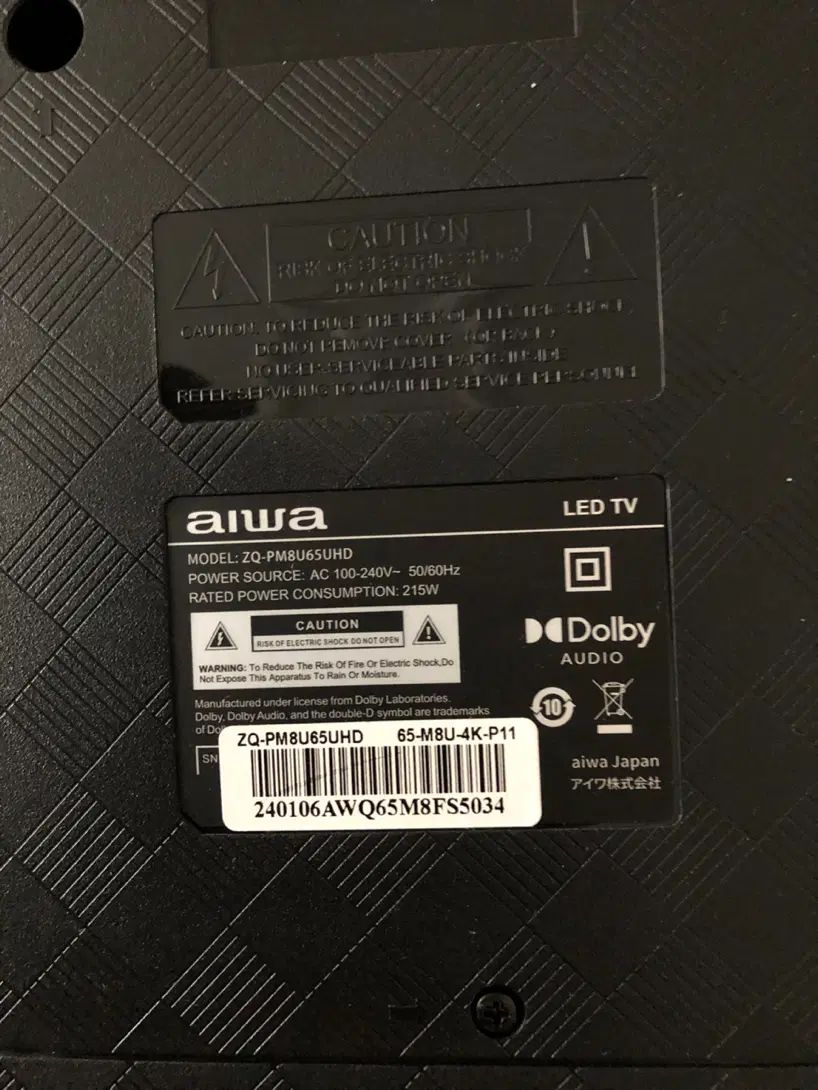 CAUTION
RISK OF ELECTRIC SHOCK
DO NOT OPEN
CAUTION: TO REDUCE THE RISK OF ELECTRIC SHOCK,
DO NOT REMOVE COVER (OR BACK)
NO USER-SERVICEABLE PARTS INSIDE
REFER SERVICING TO QUALIFIED SERVICE PERSONNEL
aiwa
LED TV
MODEL: ZQ-PM8U65UHD
POWER SOURCE: AC 100-240V~ 50/60Hz
RATED POWER CONSUMPTION: 215W
CAUTION
RISK OF ELECTRIC SHOCK DO NOT OPEN
WARNING: To Reduce The Risk Of Fire Or Electric Shock,Do
Not Expose This Apparatus To Rain Or Moisture.
Dolby
AUDIO
10
Manufactured under license from Dolby Laboratories.
Dolby, Dolby Audio, and the double-D symbol are trademarks
of
SN
ZQ-PM8U65UHD 65-M8U-4K-P11
240106AWQ65M8FS5034
aiwa Japan
アイワ株式会社